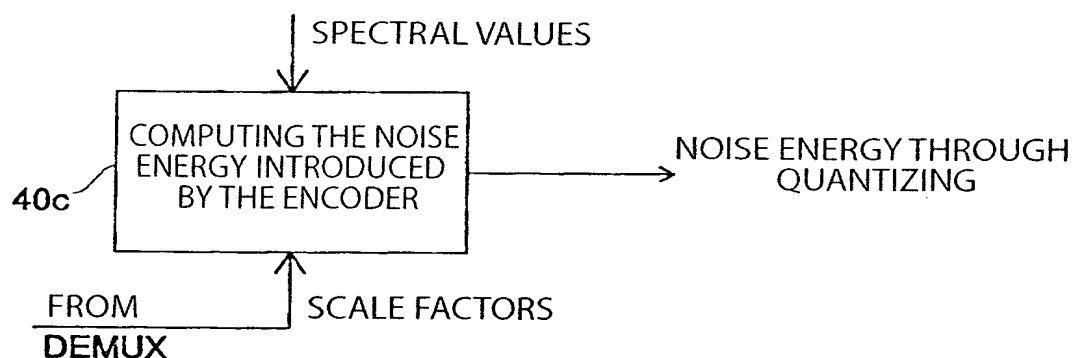 SPECTRAL VALUES
COMPUTING THE NOISE
ENERGY INTRODUCED
BY THE ENCODER
40c
NOISE ENERGY THROUGH
QUANTIZING
FROM
DEMUX
SCALE FACTORS